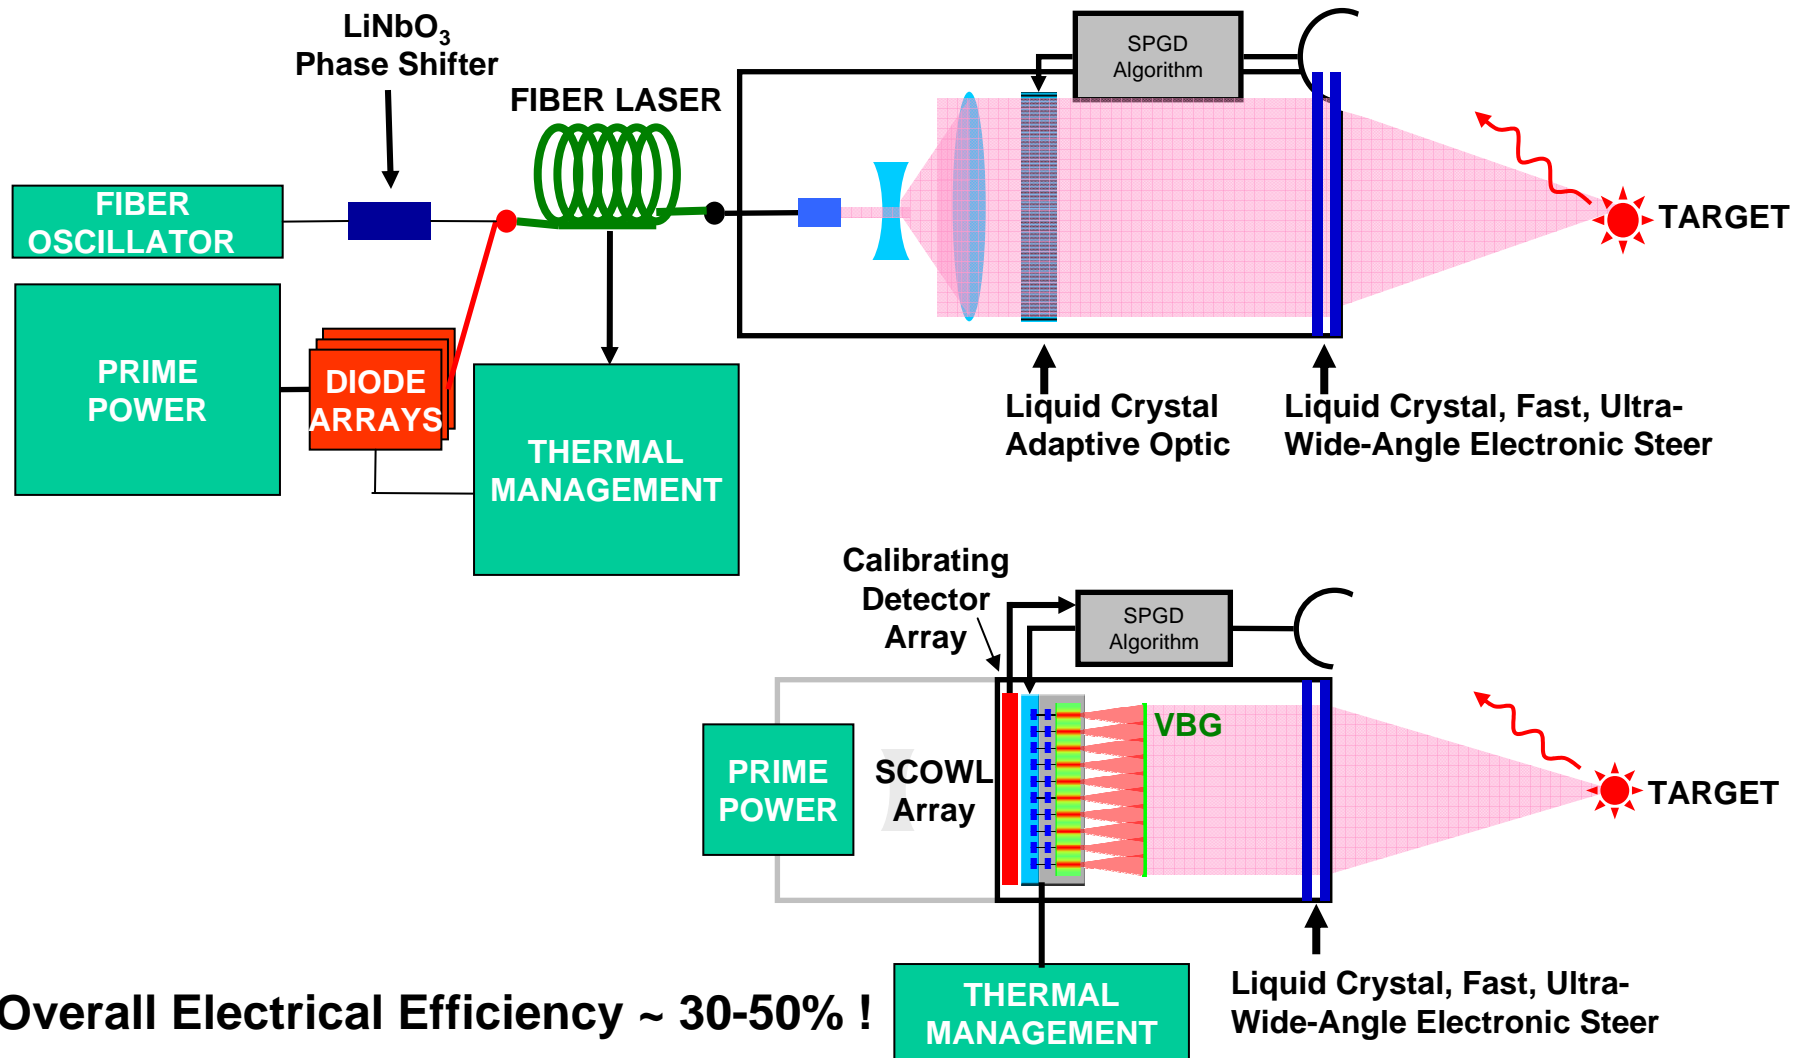 LiNbO3
Phase Shifter
FIBER LASER
SPGD
Algorithm
FIBER
OSCILLATOR
TARGET
PRIME
POWER
DIODE
ARRAYS
THERMAL
MANAGEMENT
Liquid Crystal
Adaptive Optic
Liquid Crystal, Fast, Ultra-
Wide-Angle Electronic Steer
Calibrating
Detector
Array
SPGD
Algorithm
VBG
PRIME
POWER
SCOWL
Array
TARGET
THERMAL
MANAGEMENT
Liquid Crystal, Fast, Ultra-
Wide-Angle Electronic Steer
Overall Electrical Efficiency ~ 30-50% !